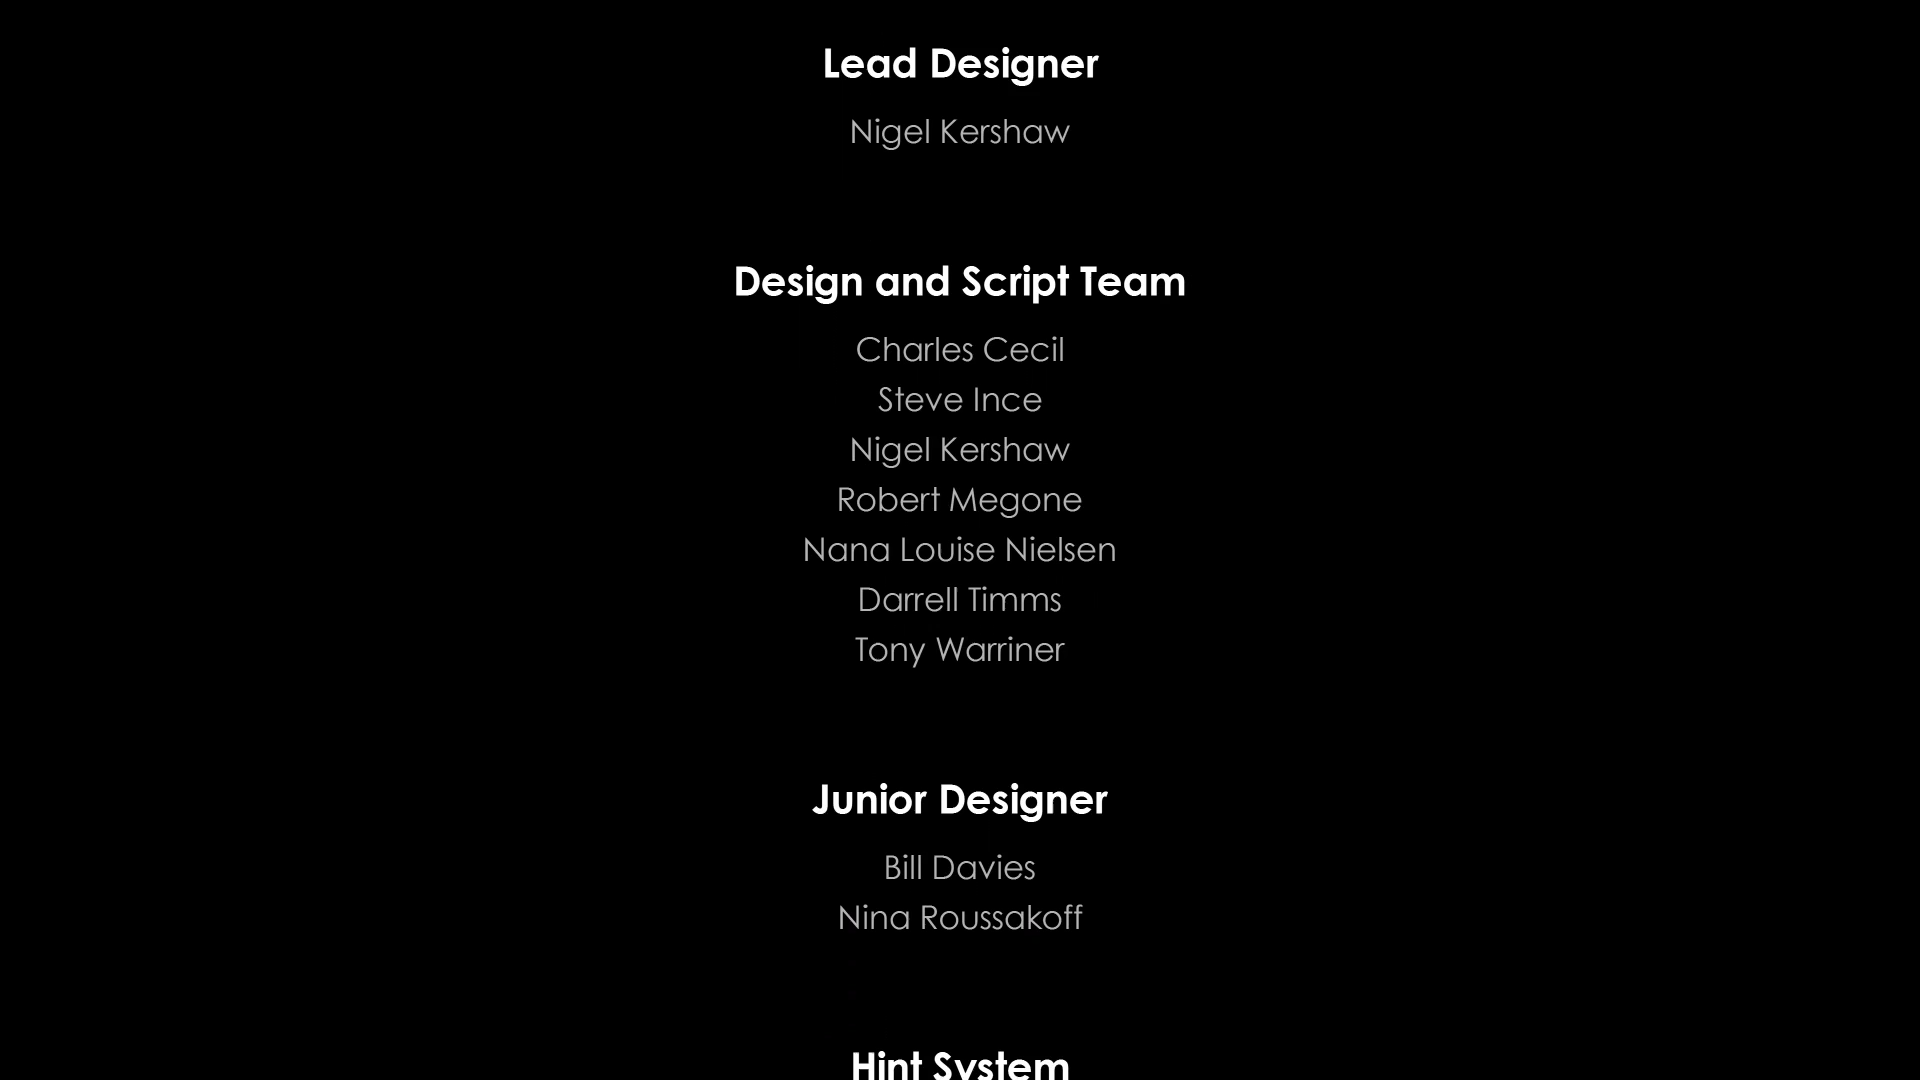 Lead Designer
Nigel Kershaw
Design and Script Team
Charles Cecil
Steve Ince
Nigel Kershaw
Robert Megone
Nana Louise Nielsen
Darrell Timms
Tony Warriner
Junior Designer
Bill Davies
Nina Roussakoff
Hint System